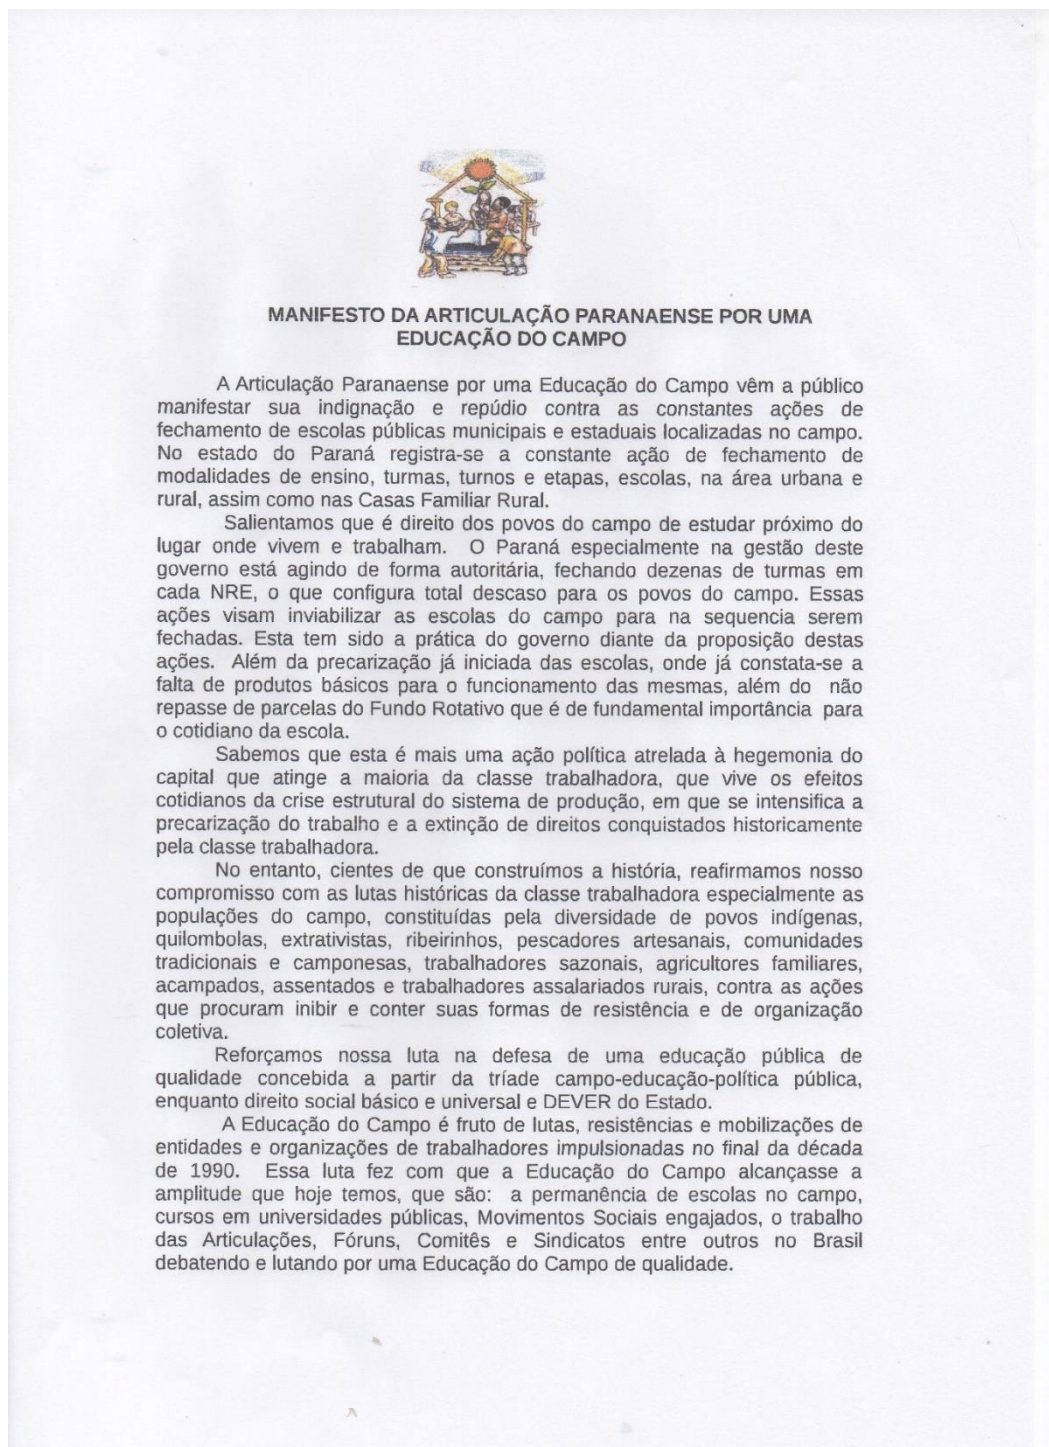 MANIFESTO DA ARTICULAÇÃO PARANAENSE POR UMA
EDUCAÇÃO DO CAMPO
A Articulação Paranaense por uma Educação do Campo vêm a público
manifestar sua indignação e repúdio contra as constantes ações de
fechamento de escolas públicas municipais e estaduais localizadas no campo.
No estado do Paraná registra-se a constante ação de fechamento de
modalidades de ensino, turmas, turnos e etapas, escolas, na área urbana e
rural, assim como nas Casas Familiar Rural.
Salientamos que é direito dos povos do campo de estudar próximo do
lugar onde vivem e trabalham. O Paraná especialmente na gestão deste
governo está agindo de forma autoritária, fechando dezenas de turmas em
cada NRE, o que configura total descaso para os povos do campo. Essas
ações visam inviabilizar as escolas do campo para na sequencia serem
fechadas. Esta tem sido a prática do governo diante da proposição destas
ações. Além da precarização já iniciada das escolas, onde já constata-se a
falta de produtos básicos para o funcionamento das mesmas, além do não
repasse de parcelas do Fundo Rotativo que é de fundamental importância para
o cotidiano da escola.
Sabemos que esta é mais uma ação política atrelada à hegemonia do
capital que atinge a maioria da classe trabalhadora, que vive os efeitos
cotidianos da crise estrutural do sistema de produção, em que se intensifica a
precarização do trabalho e a extinção de direitos conquistados historicamente
pela classe trabalhadora.
No entanto, cientes de que construímos a história, reafirmamos nosso
compromisso com as lutas históricas da classe trabalhadora especialmente as
populações do campo, constituídas pela diversidade de povos indígenas,
quilombolas, extrativistas, ribeirinhos, pescadores artesanais, comunidades
tradicionais e camponesas, trabalhadores sazonais, agricultores familiares,
acampados, assentados e trabalhadores assalariados rurais, contra as ações
que procuram inibir e conter suas formas de resistência e de organização
coletiva.
Reforçamos nossa luta na defesa de uma educação pública de
qualidade concebida a partir da tríade campo-educação-política pública,
enquanto direito social básico e universal e DEVER do Estado.
A Educação do Campo é fruto de lutas, resistências e mobilizações de
entidades e organizações de trabalhadores impulsionadas no final da década
de 1990. Essa luta fez com que a Educação do Campo alcançasse a
amplitude que hoje temos, que são: a permanência de escolas no campo,
cursos em universidades públicas, Movimentos Sociais engajados, o trabalho
das Articulações, Fóruns, Comitês e Sindicatos entre outros no Brasil
debatendo e lutando por uma Educação do Campo de qualidade.